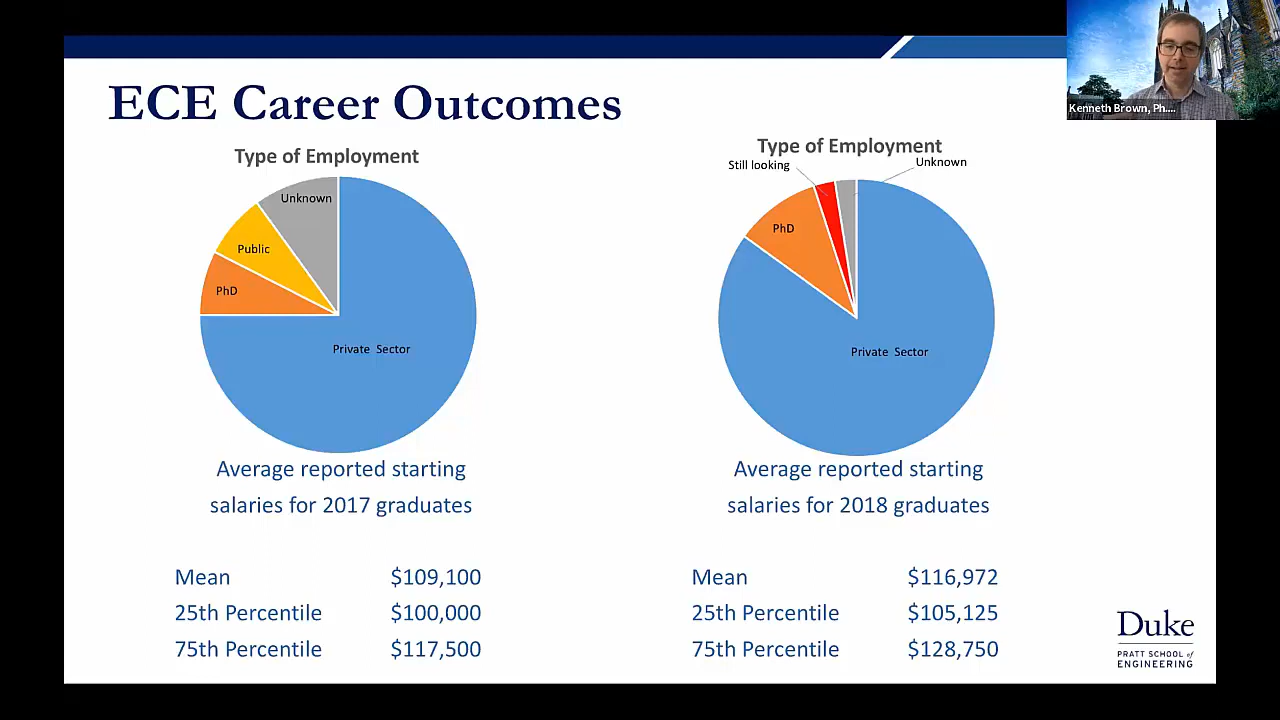 ECE Career Outcomes
Kenneth Brown, Ph....
Type of Employment
Unknown
Public
PhD
Private Sector
Average reported starting
salaries for 2017 graduates
Mean $109,100
25th Percentile $100,000
75th Percentile $117,500
Type of Employment
Still looking
Unknown
PhD
Private Sector
Average reported starting
salaries for 2018 graduates
Mean $116,972
25th Percentile $105,125
75th Percentile $128,750
Duke
PRATT SCHOOL of
ENGINEERING